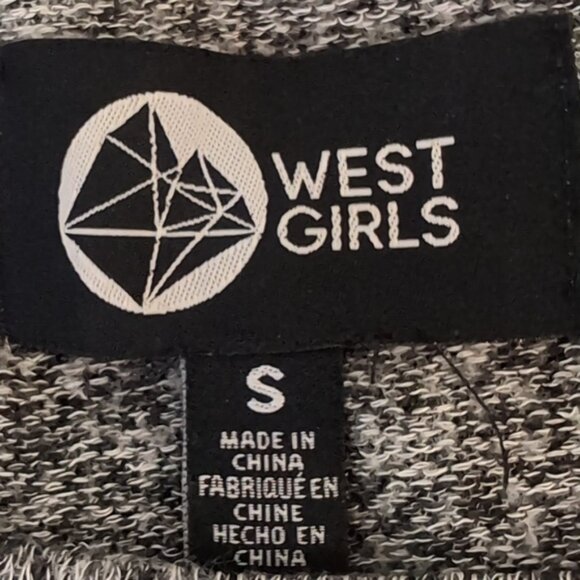 WEST
GIRLS
S
MADE IN
CHINA
FABRIQUÉ EN
CHINE
HECHO EN
CHINA